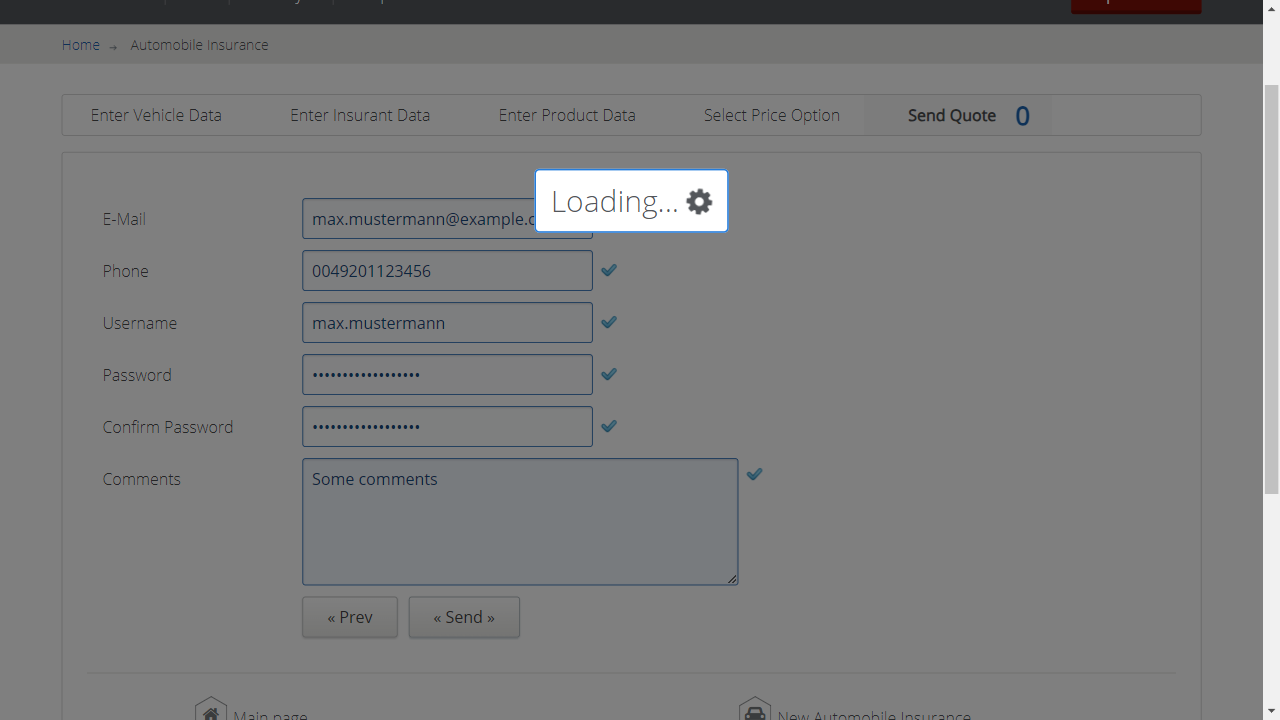 Home → Automobile Insurance
Enter Vehicle Data Enter Insurant Data Enter Product Data Select Price Option Send Quote 0
Loading...
E-Mail max.mustermann@example.c
Phone 0049201123456
Username max.mustermann
Password ••••••••••••••••••
Confirm Password ••••••••••••••••••
Comments Some comments
« Prev « Send »
Main page New Automobile Insurance